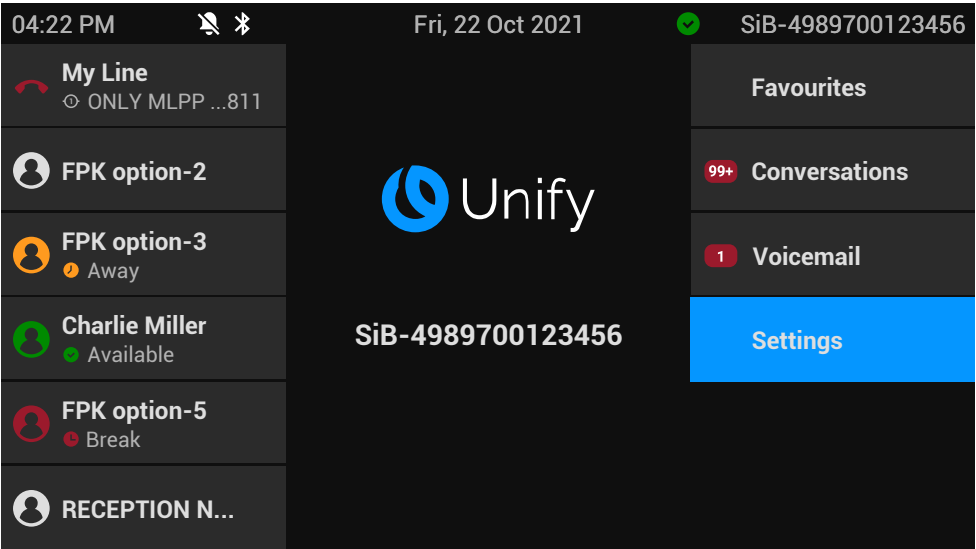 04:22 PM
Fri, 22 Oct 2021
SiB-4989700123456
My Line
ONLY MLPP ...811
FPK option-2
FPK option-3
Away
Charlie Miller
Available
FPK option-5
Break
RECEPTION N...
Unify
SiB-4989700123456
Favourites
99+ Conversations
1 Voicemail
Settings